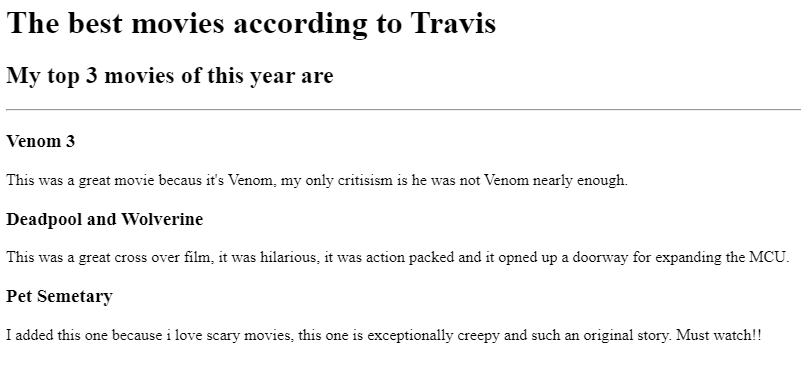 The best movies according to Travis
My top 3 movies of this year are
Venom 3
This was a great movie becaus it's Venom, my only critisism is he was not Venom nearly enough.
Deadpool and Wolverine
This was a great cross over film, it was hilarious, it was action packed and it opned up a doorway for expanding the MCU.
Pet Semetary
I added this one because i love scary movies, this one is exceptionally creepy and such an original story. Must watch!!